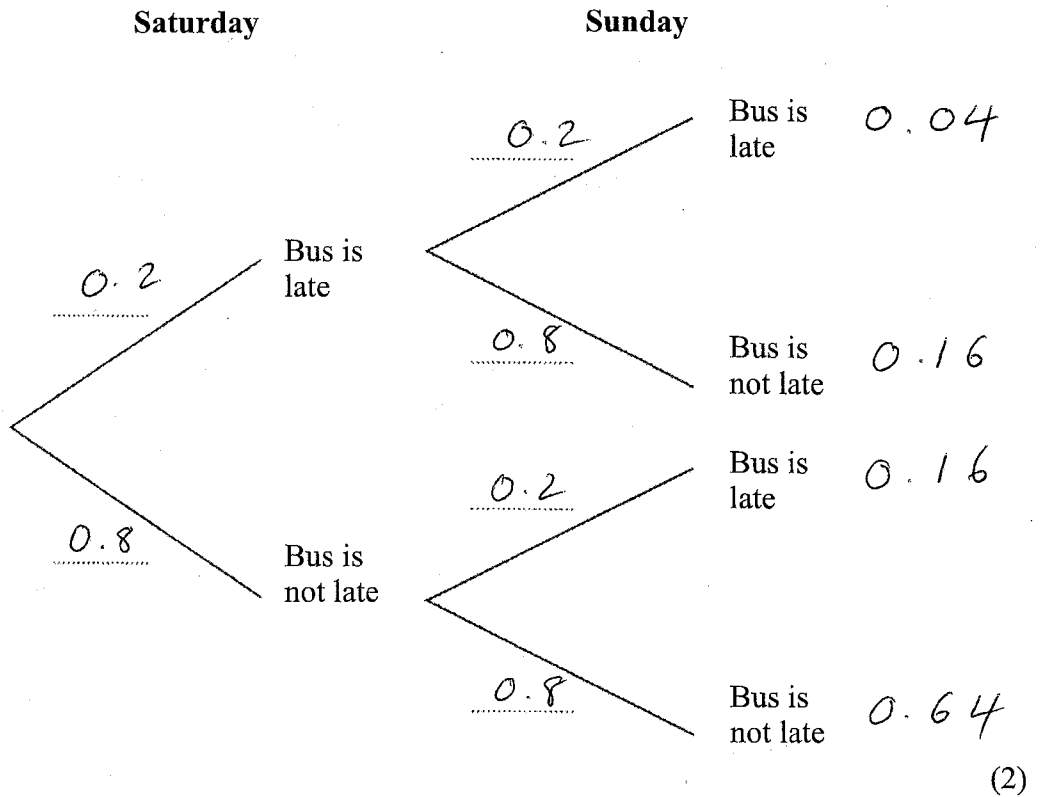 Saturday Sunday
0.2 Bus is late 0.04
0.2 Bus is late
0.8 Bus is not late 0.16
0.2 Bus is late 0.16
0.8 Bus is not late
0.8 Bus is not late 0.64
(2)